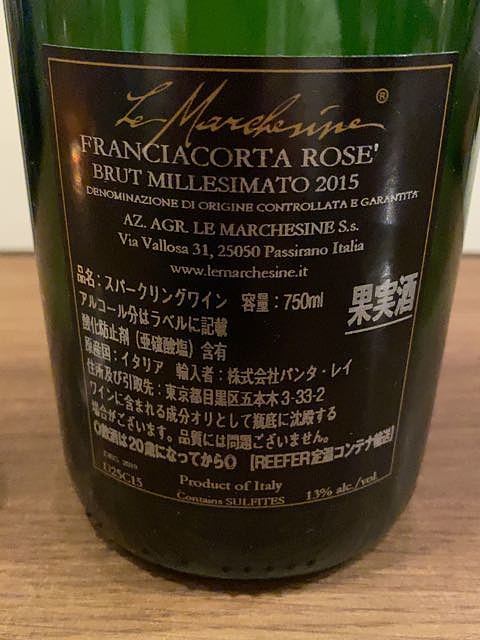 Le Marchesine ®
FRANCIACORTA ROSE'
BRUT MILLESIMATO 2015
DENOMINAZIONE DI ORIGINE CONTROLLATA E GARANTITA
AZ. AGR. LE MARCHESINE S.s.
Via Vallosa 31, 25050 Passirano Italia
www.lemarchesine.it
品名：スパークリングワイン 容量：750ml
アルコール分はラベルに記載
果実酒
酸化防止剤（亜硫酸塩）含有
原産国：イタリア 輸入者：株式会社バンタ・レイ
住所及び引取先：東京都目黒区五本木3-33-2
ワインに含まれる成分オリとして瓶底に沈殿する
場合がございます。品質には問題ございません。
0飲酒は20歳になってから0 [REEFER定温コンテナ輸送]
DEG. 2019
U25C15
Product of Italy
Contains SULFITES
13% alc./vol